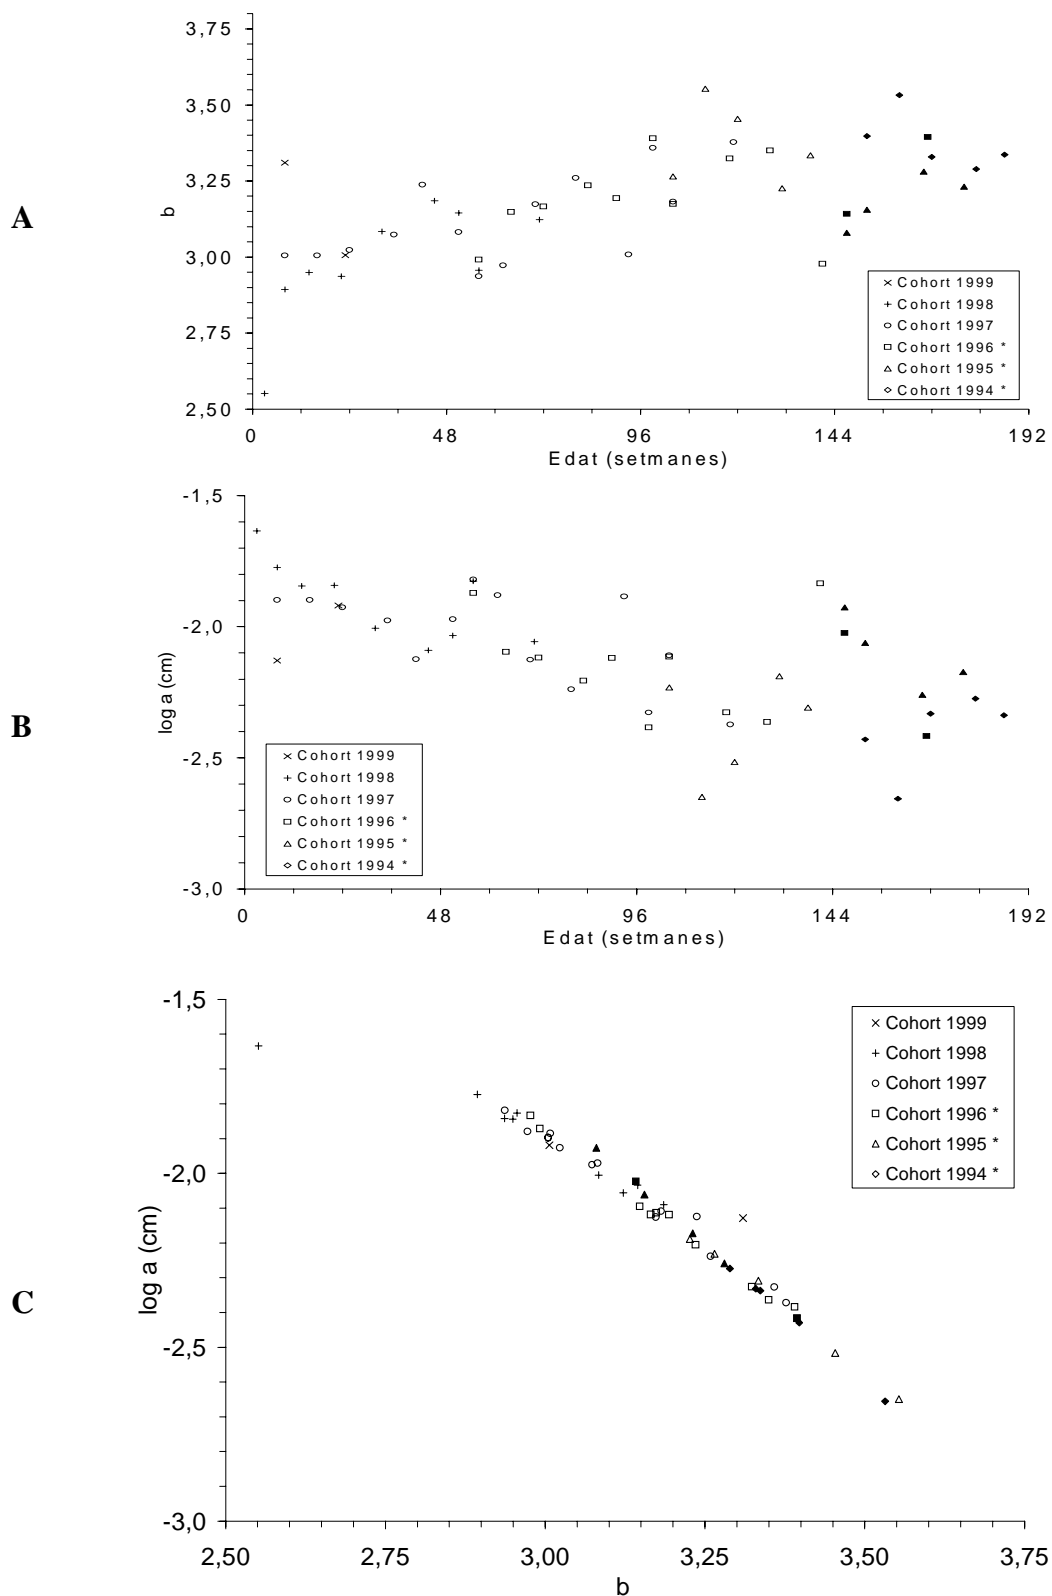 A
b
3,75
3,50
3,25
3,00
2,75
2,50
0 48 96 144 192
Edat (setmanes)
Cohort 1999
Cohort 1998
Cohort 1997
Cohort 1996 *
Cohort 1995 *
Cohort 1994 *
B
log a (cm)
-1,5
-2,0
-2,5
-3,0
0 48 96 144 192
Edat (setmanes)
Cohort 1999
Cohort 1998
Cohort 1997
Cohort 1996 *
Cohort 1995 *
Cohort 1994 *
C
log a (cm)
-1,5
-2,0
-2,5
-3,0
2,50 2,75 3,00 3,25 3,50 3,75
b
Cohort 1999
Cohort 1998
Cohort 1997
Cohort 1996 *
Cohort 1995 *
Cohort 1994 *